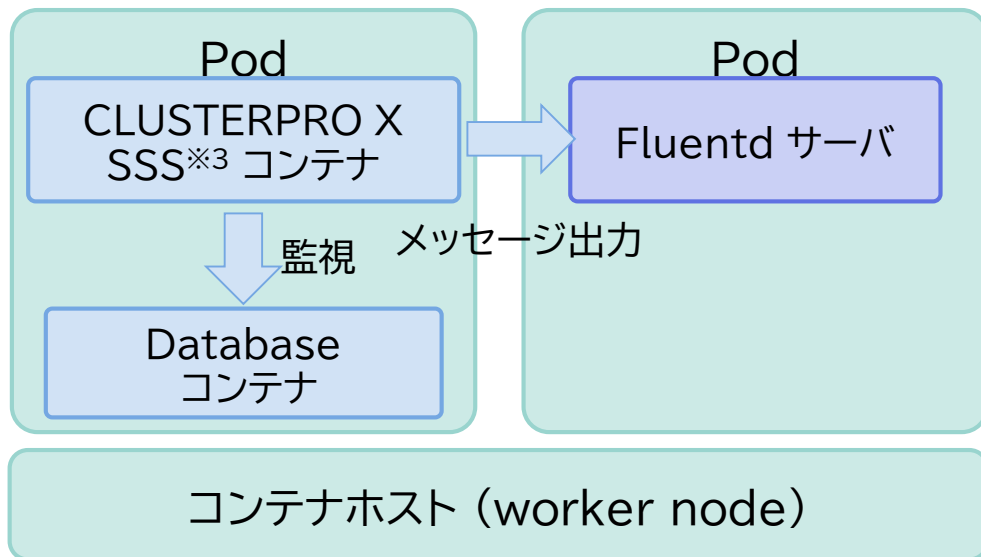 Pod
CLUSTERPRO X
SSS※3 コンテナ
監視
Database
コンテナ
メッセージ出力
Pod
Fluentd サーバ
コンテナホスト（worker node）